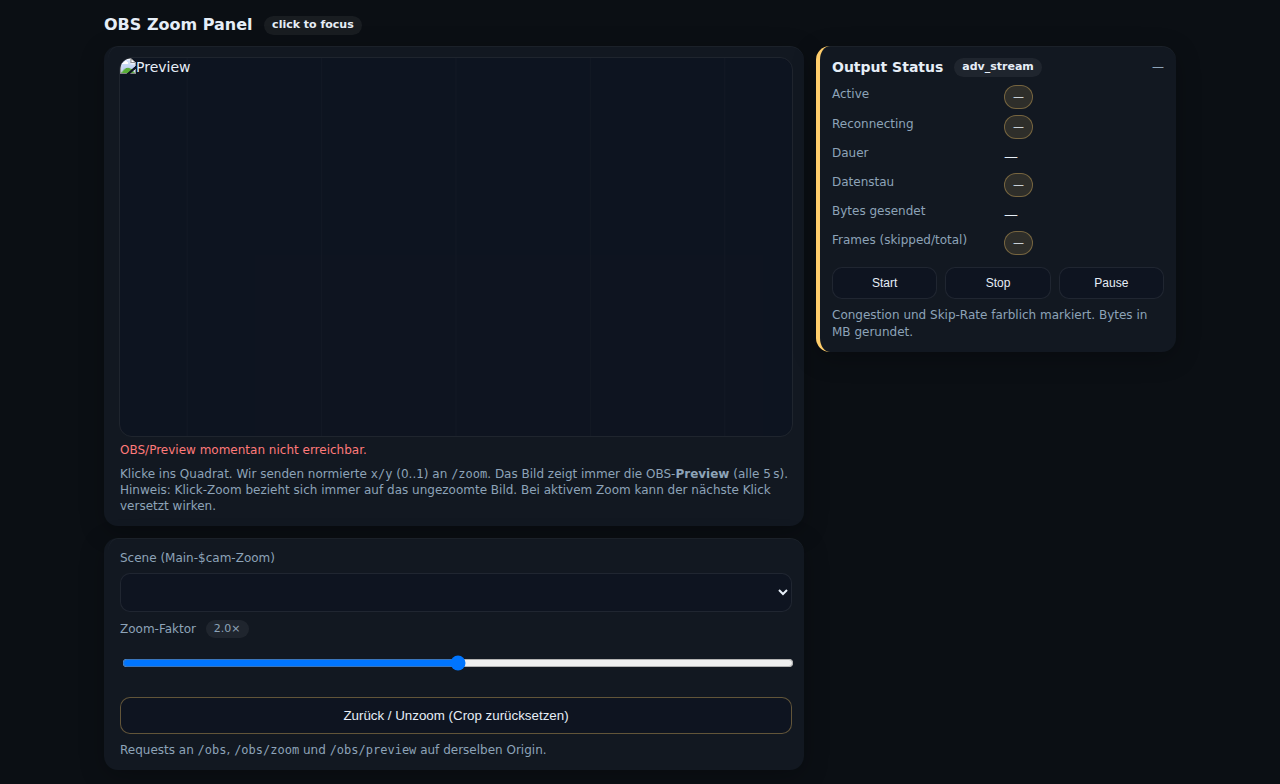 OBS Zoom Panel click to focus
Preview
OBS/Preview momentan nicht erreichbar.
Klicke ins Quadrat. Wir senden normierte x/y (0..1) an /zoom. Das Bild zeigt immer die OBS-Preview (alle 5 s).
Hinweis: Klick-Zoom bezieht sich immer auf das ungezoomte Bild. Bei aktivem Zoom kann der nächste Klick
versetzt wirken.
Scene (Main-$cam-Zoom)
Zoom-Faktor 2.0×
Zurück / Unzoom (Crop zurücksetzen)
Requests an /obs, /obs/zoom und /obs/preview auf derselben Origin.
Output Status adv_stream —
Active —
Reconnecting —
Dauer —
Datenstau —
Bytes gesendet —
Frames (skipped/total) —
Start Stop Pause
Congestion und Skip-Rate farblich markiert. Bytes in
MB gerundet.